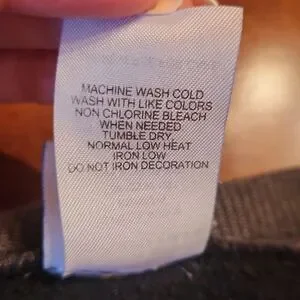 MACHINE WASH COLD
WASH WITH LIKE COLORS
NON CHLORINE BLEACH
WHEN NEEDED
TUMBLE DRY
NORMAL LOW HEAT
IRON LOW
DO NOT IRON DECORATION